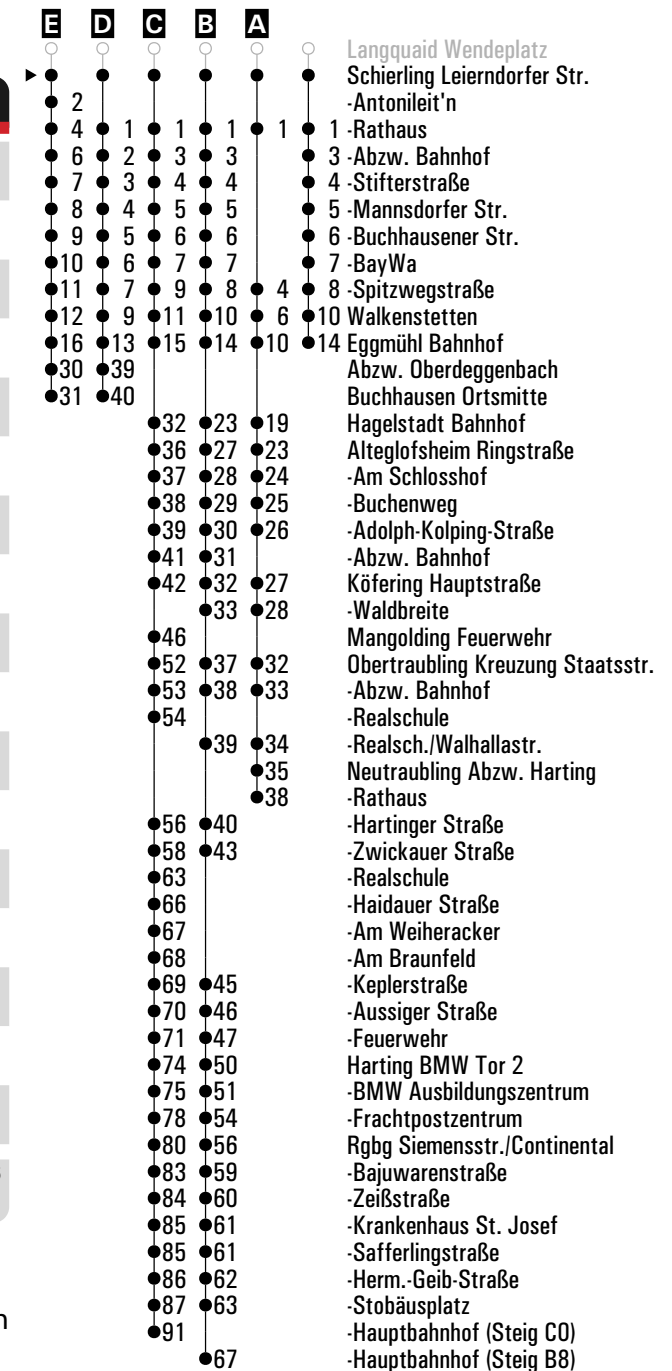 E D C B A
Langquaid Wendeplatz
Schierling Leierndorfer Str.
2 -Antonileit'n
4 1 1 1 1 1 -Rathaus
6 2 3 3 3 -Abzw. Bahnhof
7 3 4 4 4 -Stifterstraße
8 4 5 5 5 -Mannsdorfer Str.
9 5 6 6 6 -Buchhausener Str.
10 6 7 7 7 -BayWa
11 7 9 8 4 8 -Spitzwegstraße
12 9 11 10 6 10 Walkenstetten
16 13 15 14 10 14 Eggmühl Bahnhof
30 39 Abzw. Oberdeggenbach
31 40 Buchhausen Ortsmitte
32 23 19 Hagelstadt Bahnhof
36 27 23 Alteglofsheim Ringstraße
37 28 24 -Am Schlosshof
38 29 25 -Buchenweg
39 30 26 -Adolph-Kolping-Straße
41 31 -Abzw. Bahnhof
42 32 27 Köfering Hauptstraße
33 28 -Waldbreite
46 Mangolding Feuerwehr
52 37 32 Obertraubling Kreuzung Staatsstr.
53 38 33 -Abzw. Bahnhof
54 -Realschule
39 34 -Realsch./Walhallastr.
35 Neutraubling Abzw. Harting
38 -Rathaus
56 40 -Hartinger Straße
58 43 -Zwickauer Straße
63 -Realschule
66 -Haidauer Straße
67 -Am Weiheracker
68 -Am Braunfeld
69 45 -Keplerstraße
70 46 -Aussiger Straße
71 47 -Feuerwehr
74 50 Harting BMW Tor 2
75 51 -BMW Ausbildungszentrum
78 54 -Frachtpostzentrum
80 56 Rgbg Siemensstr./Continental
83 59 -Bajuwarenstraße
84 60 -Zeißstraße
85 61 -Krankenhaus St. Josef
85 61 -Safferlingstraße
86 62 -Herm.-Geib-Straße
87 63 -Stobäusplatz
91 -Hauptbahnhof (Steig C0)
67 -Hauptbahnhof (Steig B8)